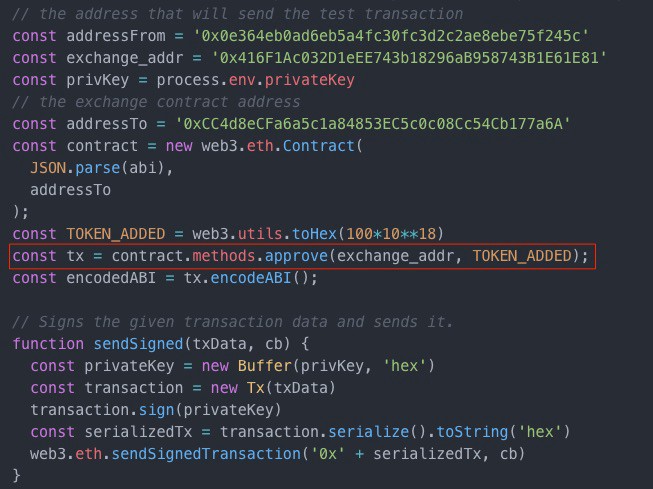 // the address that will send the test transaction
const addressFrom = '0x0e364eb0ad6eb5a4fc30fc3d2c2ae8ebe75f245c'
const exchange_addr = '0x416F1Ac032D1eEE743b18296aB958743B1E61E81'
const privKey = process.env.privateKey
// the exchange contract address
const addressTo = '0xCC4d8eCFa6a5c1a84853EC5c0c08Cc54Cb177a6A'
const contract = new web3.eth.Contract(
  JSON.parse(abi),
  addressTo
);
const TOKEN_ADDED = web3.utils.toHex(100*10**18)
const tx = contract.methods.approve(exchange_addr, TOKEN_ADDED);
const encodedABI = tx.encodeABI();

// Signs the given transaction data and sends it.
function sendSigned(txData, cb) {
  const privateKey = new Buffer(privKey, 'hex')
  const transaction = new Tx(txData)
  transaction.sign(privateKey)
  const serializedTx = transaction.serialize().toString('hex')
  web3.eth.sendSignedTransaction('0x' + serializedTx, cb)
}